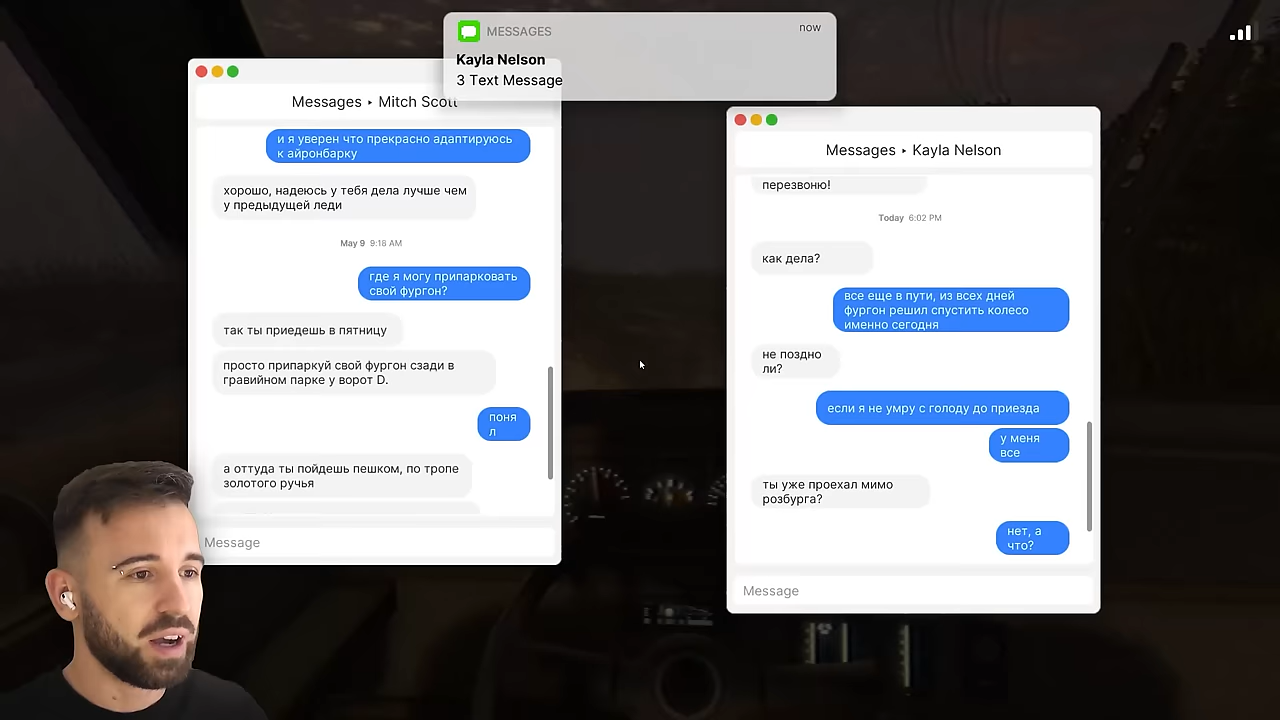 MESSAGES
now
Kayla Nelson
3 Text Message
Messages ▸ Mitch Scott
и я уверен что прекрасно адаптируюсь
к айронбарку
хорошо, надеюсь у тебя дела лучше чем
у предыдущей леди
May 9 9:18 AM
где я могу припарковать
свой фургон?
так ты приедешь в пятницу
просто припаркуй свой фургон сзади в
гравийном парке у ворот D.
поня
л
а оттуда ты пойдешь пешком, по тропе
золотого ручья
Message
Messages ▸ Kayla Nelson
перезвоню!
Today 6:02 PM
как дела?
все еще в пути, из всех дней
фургон решил спустить колесо
именно сегодня
не поздно
ли?
если я не умру с голоду до приезда
у меня
все
ты уже проехал мимо
розбурга?
нет, а
что?
Message